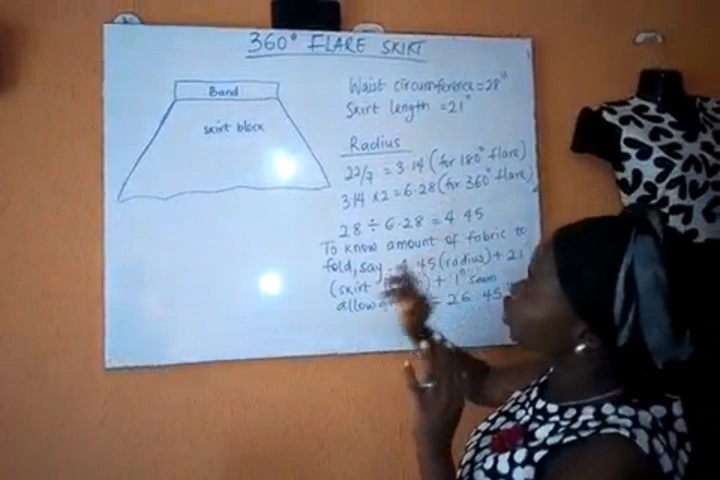 360° FLARE SKIRT
Band
skirt block
Waist circumference = 28"
Skirt length = 21"
Radius
22/7 = 3.14 (for 180° flare)
3.14 x 2 = 6.28 (for 360° flare)
28 ÷ 6.28 = 4.45
To know amount of fabric to
fold, say 4.45 (radius) + 21
(skirt + 1" seam
= 26.45